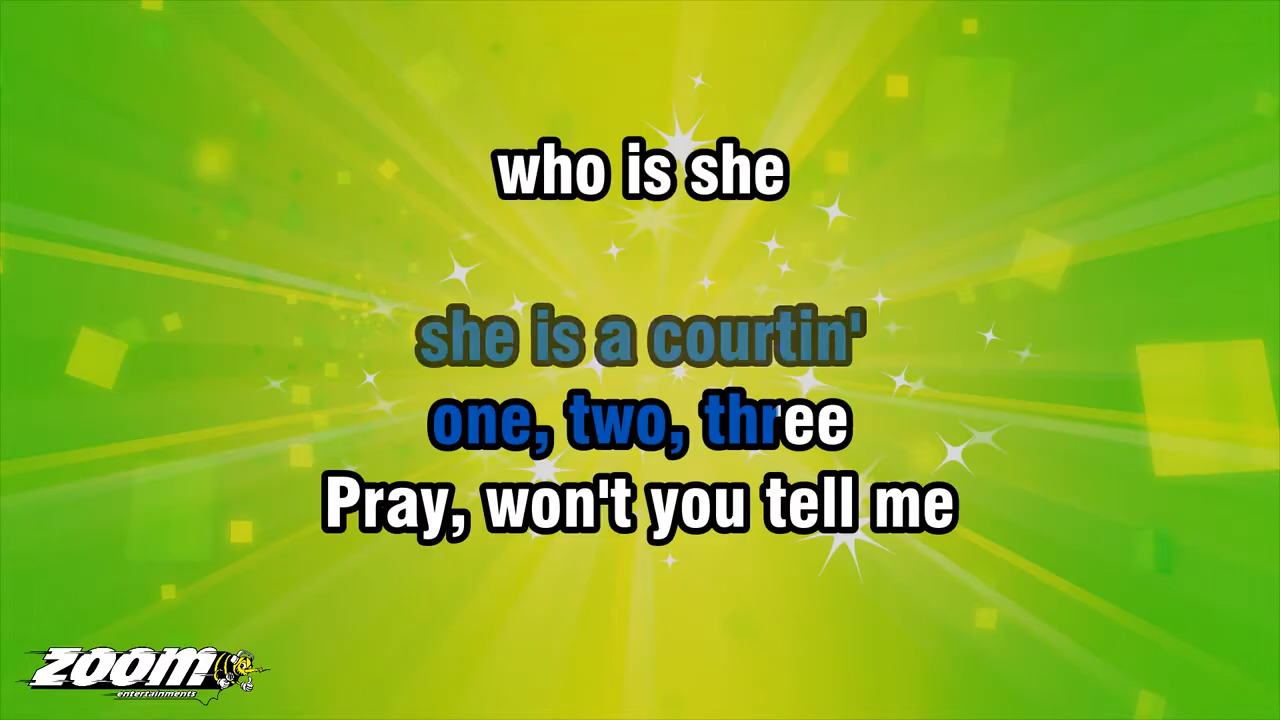 who is she
she is a courtin'
one, two, three
Pray, won't you tell me
zoom
entertainments